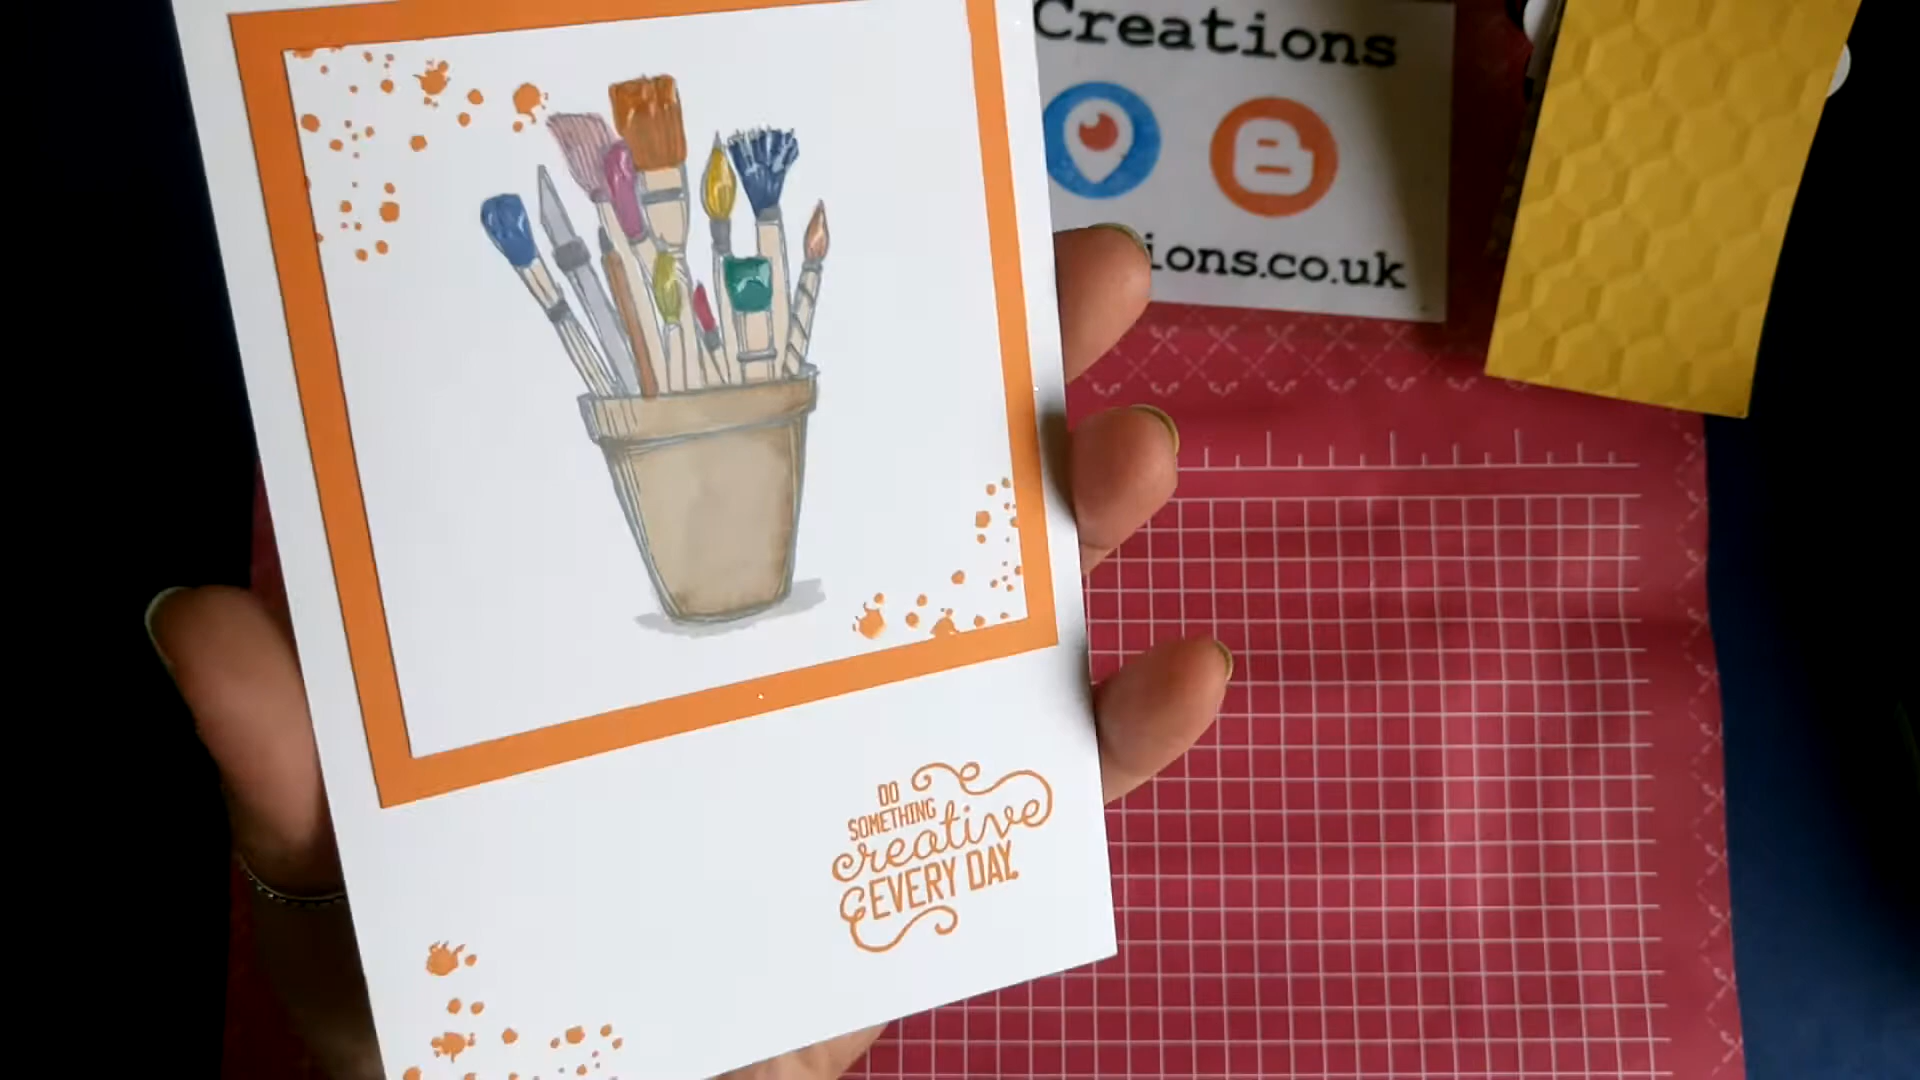 Creations
ions.co.uk
DO
SOMETHING
creative
EVERY DAY.